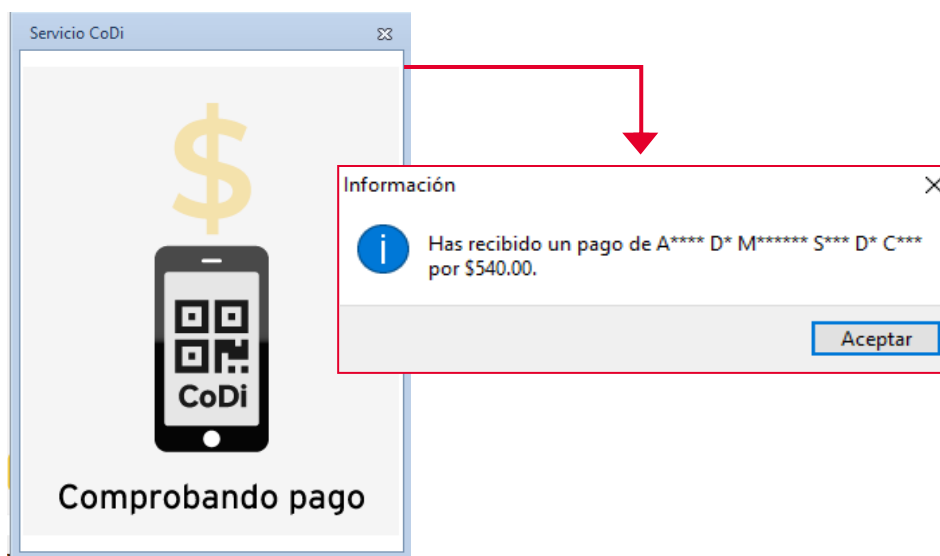 Servicio CoDi
$
CoDi
Comprobando pago
Información
Has recibido un pago de A**** D* M****** S*** D* C***
por $540.00.
Aceptar